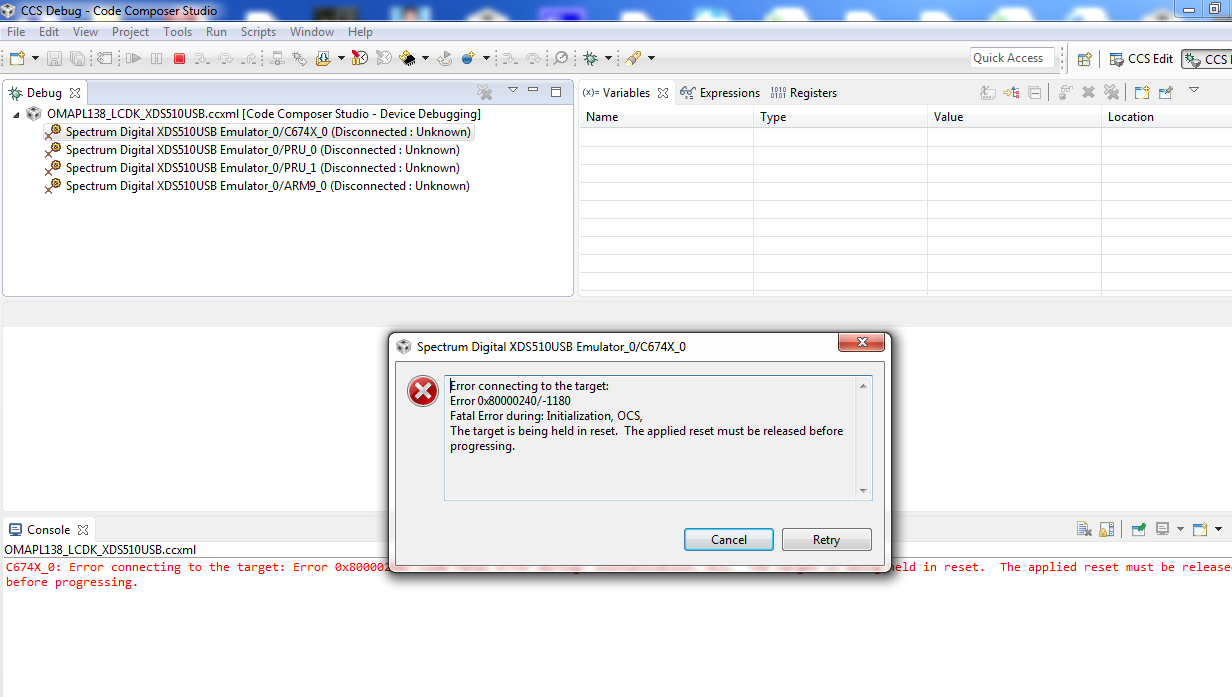 CCS Debug - Code Composer Studio
File Edit View Project Tools Run Scripts Window Help
Quick Access
CCS Edit
CCS
Debug
OMAPL138_LCDK_XDS510USB.ccxml [Code Composer Studio - Device Debugging]
Spectrum Digital XDS510USB Emulator_0/C674X_0 (Disconnected : Unknown)
Spectrum Digital XDS510USB Emulator_0/PRU_0 (Disconnected : Unknown)
Spectrum Digital XDS510USB Emulator_0/PRU_1 (Disconnected : Unknown)
Spectrum Digital XDS510USB Emulator_0/ARM9_0 (Disconnected : Unknown)
(x)= Variables Expressions 1010 0101 Registers
Name Type Value Location
Spectrum Digital XDS510USB Emulator_0/C674X_0
Error connecting to the target:
Error 0x80000240/-1180
Fatal Error during: Initialization, OCS,
The target is being held in reset. The applied reset must be released before
progressing.
Cancel Retry
Console
OMAPL138_LCDK_XDS510USB.ccxml
C674X_0: Error connecting to the target: Error held in reset. The applied reset must be release
before progressing.